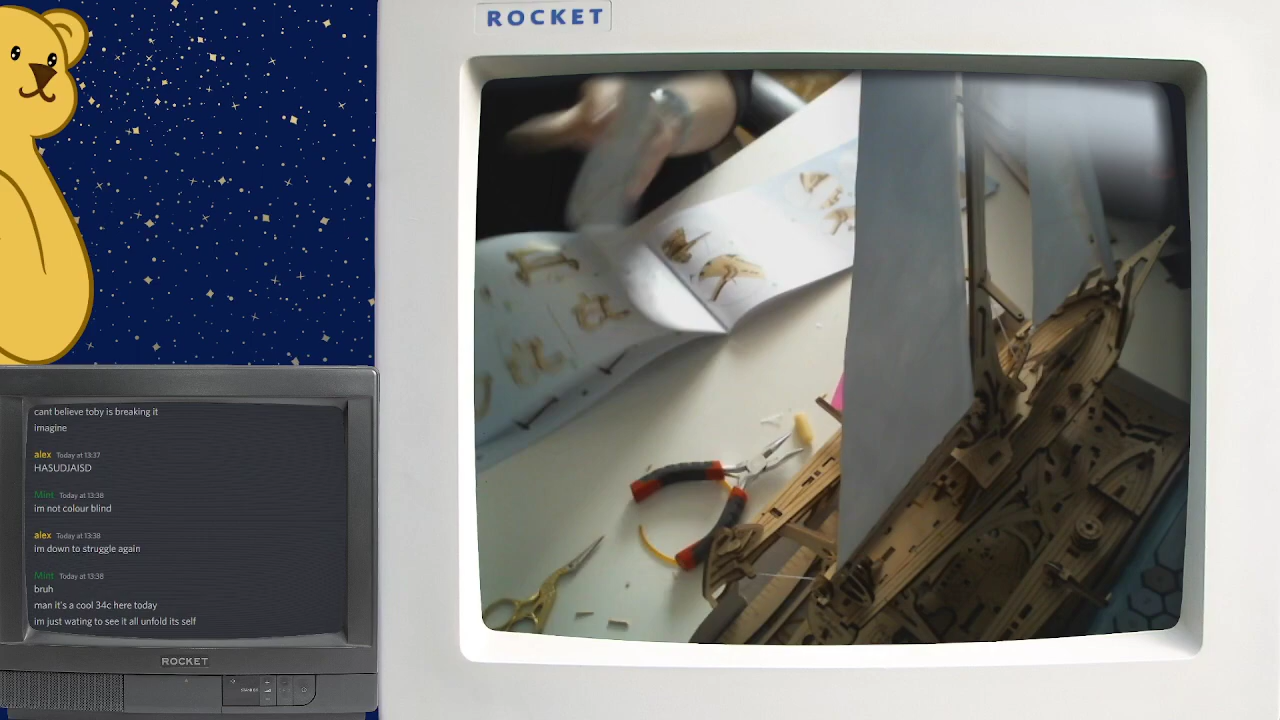 ROCKET
cant believe toby is breaking it
imagine
alex Today at 13:37
HASUDJAISD
Mint Today at 13:38
im not colour blind
alex Today at 13:38
im down to struggle again
Mint Today at 13:38
bruh
man it's a cool 34c here today
im just wating to see it all unfold its self
ROCKET